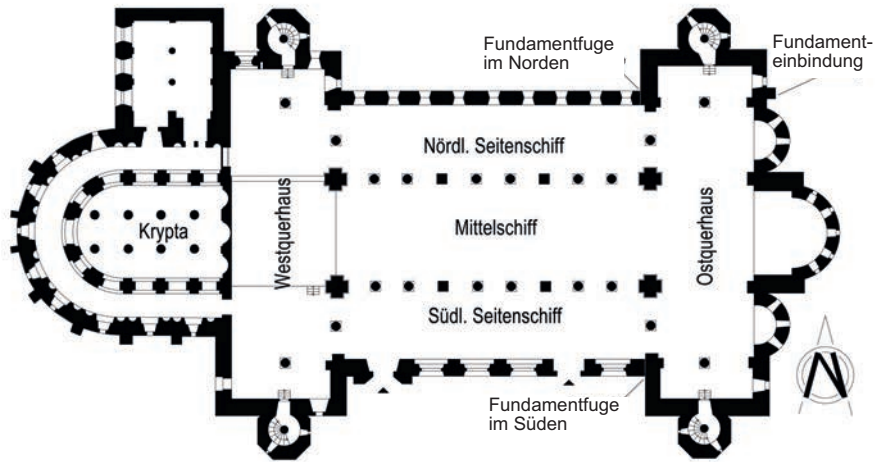 Fundamentfuge
im Norden
Fundament-
einbindung
Nördl. Seitenschiff
Krypta
Westquerhaus
Mittelschiff
Ostquerhaus
Südl. Seitenschiff
Fundamentfuge
im Süden
N